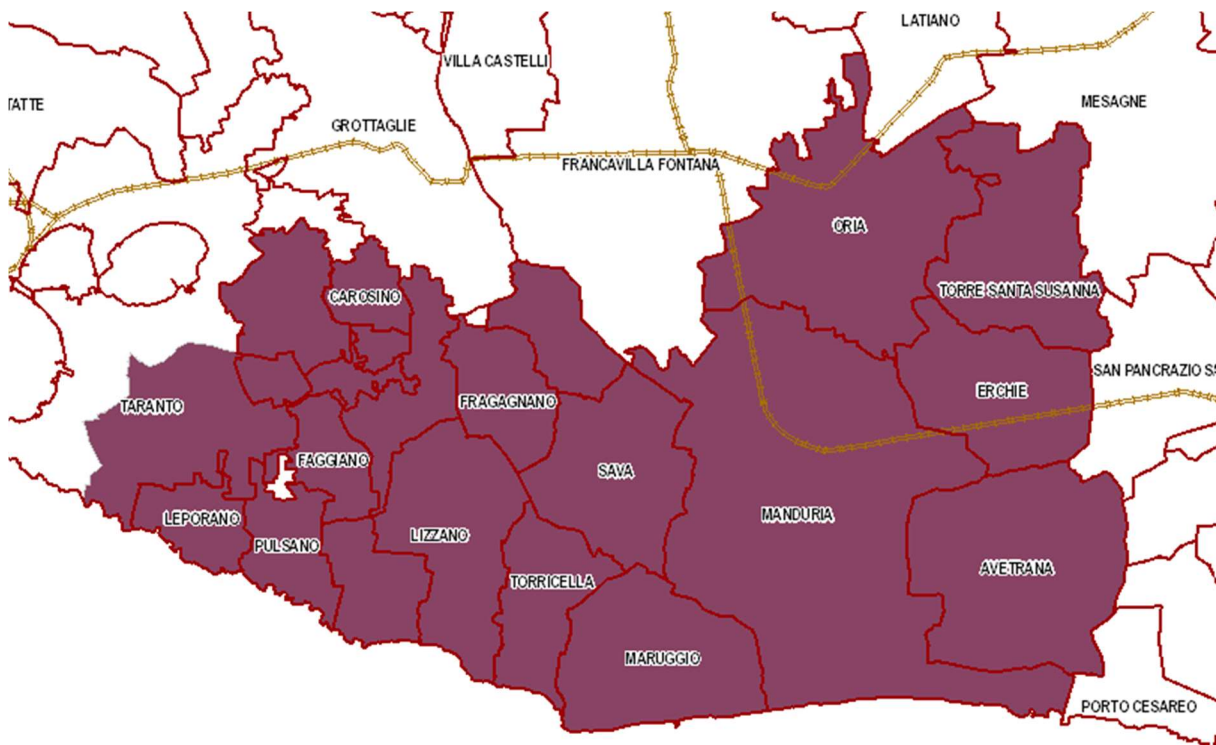 LATIANO
VILLA CASTELLI
TATTE
MESAGNE
GROTTAGLIE
FRANCAVILLA FONTANA
ORIA
CAROSINO
TORRE SANTA SUSANNA
SAN PANCRAZIO SA
ERCHIE
TARANTO
FRAGAGNANO
FAGGIANO
SAVA
LEPORANO
MANDURIA
LIZZANO
PULSANO
AVETRANA
TORRICELLA
MARUGGIO
PORTO CESAREO